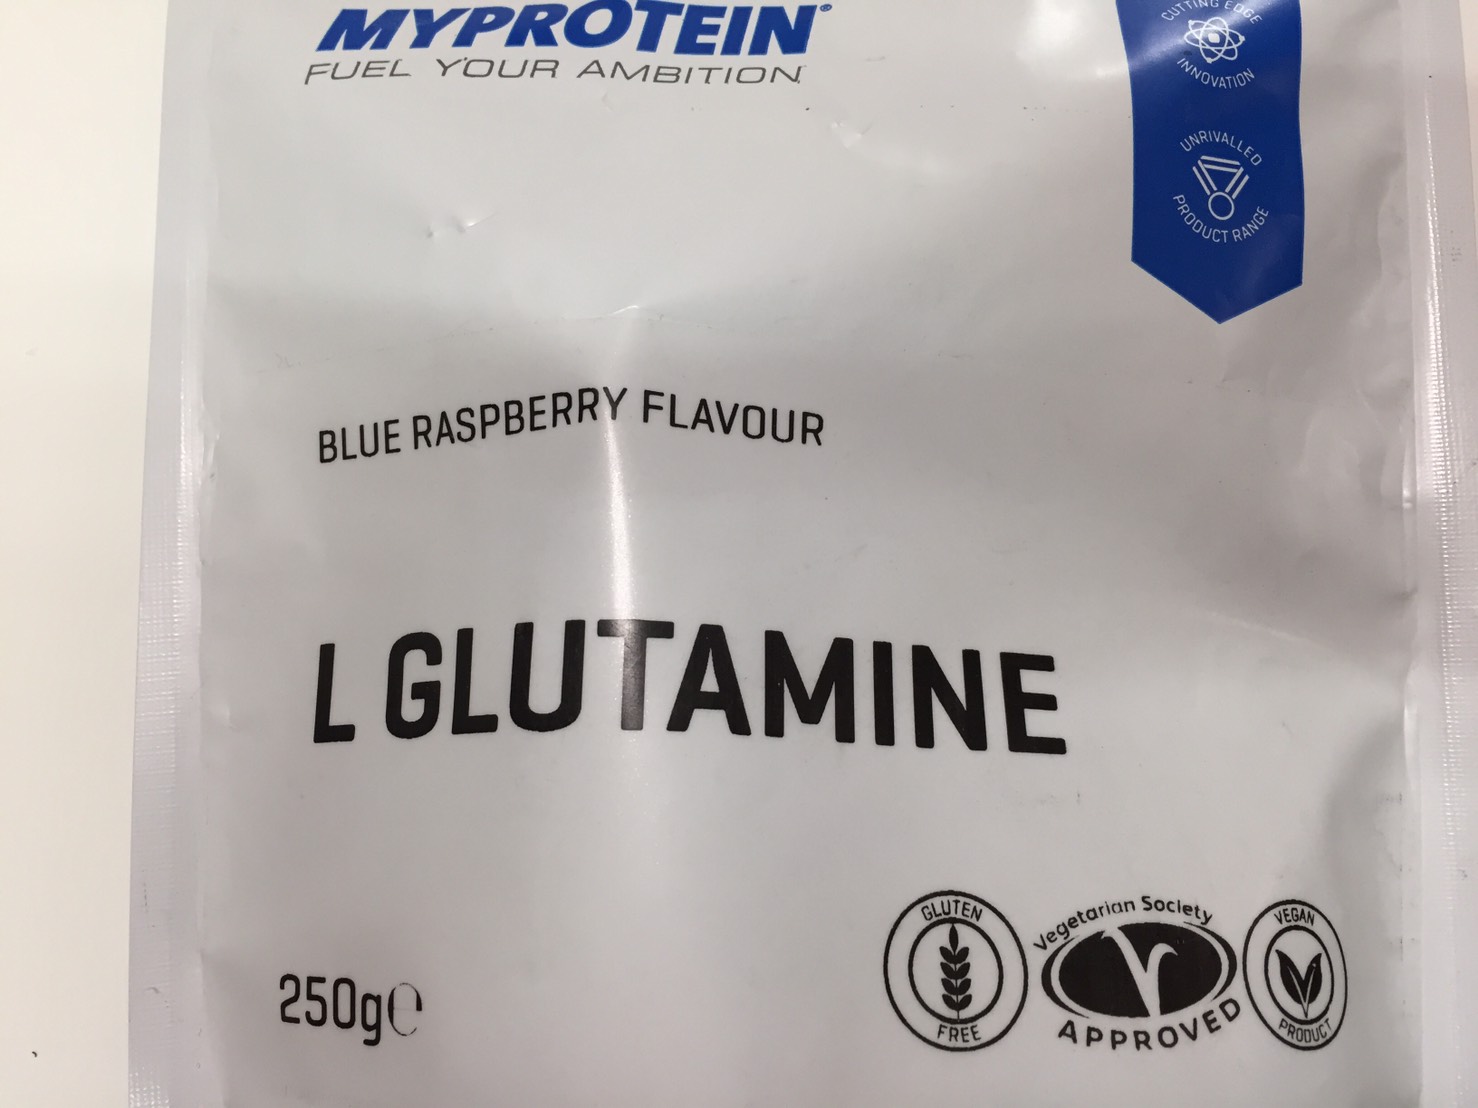 MYPROTEIN®
FUEL YOUR AMBITION
CUTTING EDGE
INNOVATION
UNRIVALLED
PRODUCT RANGE
BLUE RASPBERRY FLAVOUR
L GLUTAMINE
250g℮
GLUTEN
FREE
Vegetarian Society
APPROVED
VEGAN
PRODUCT